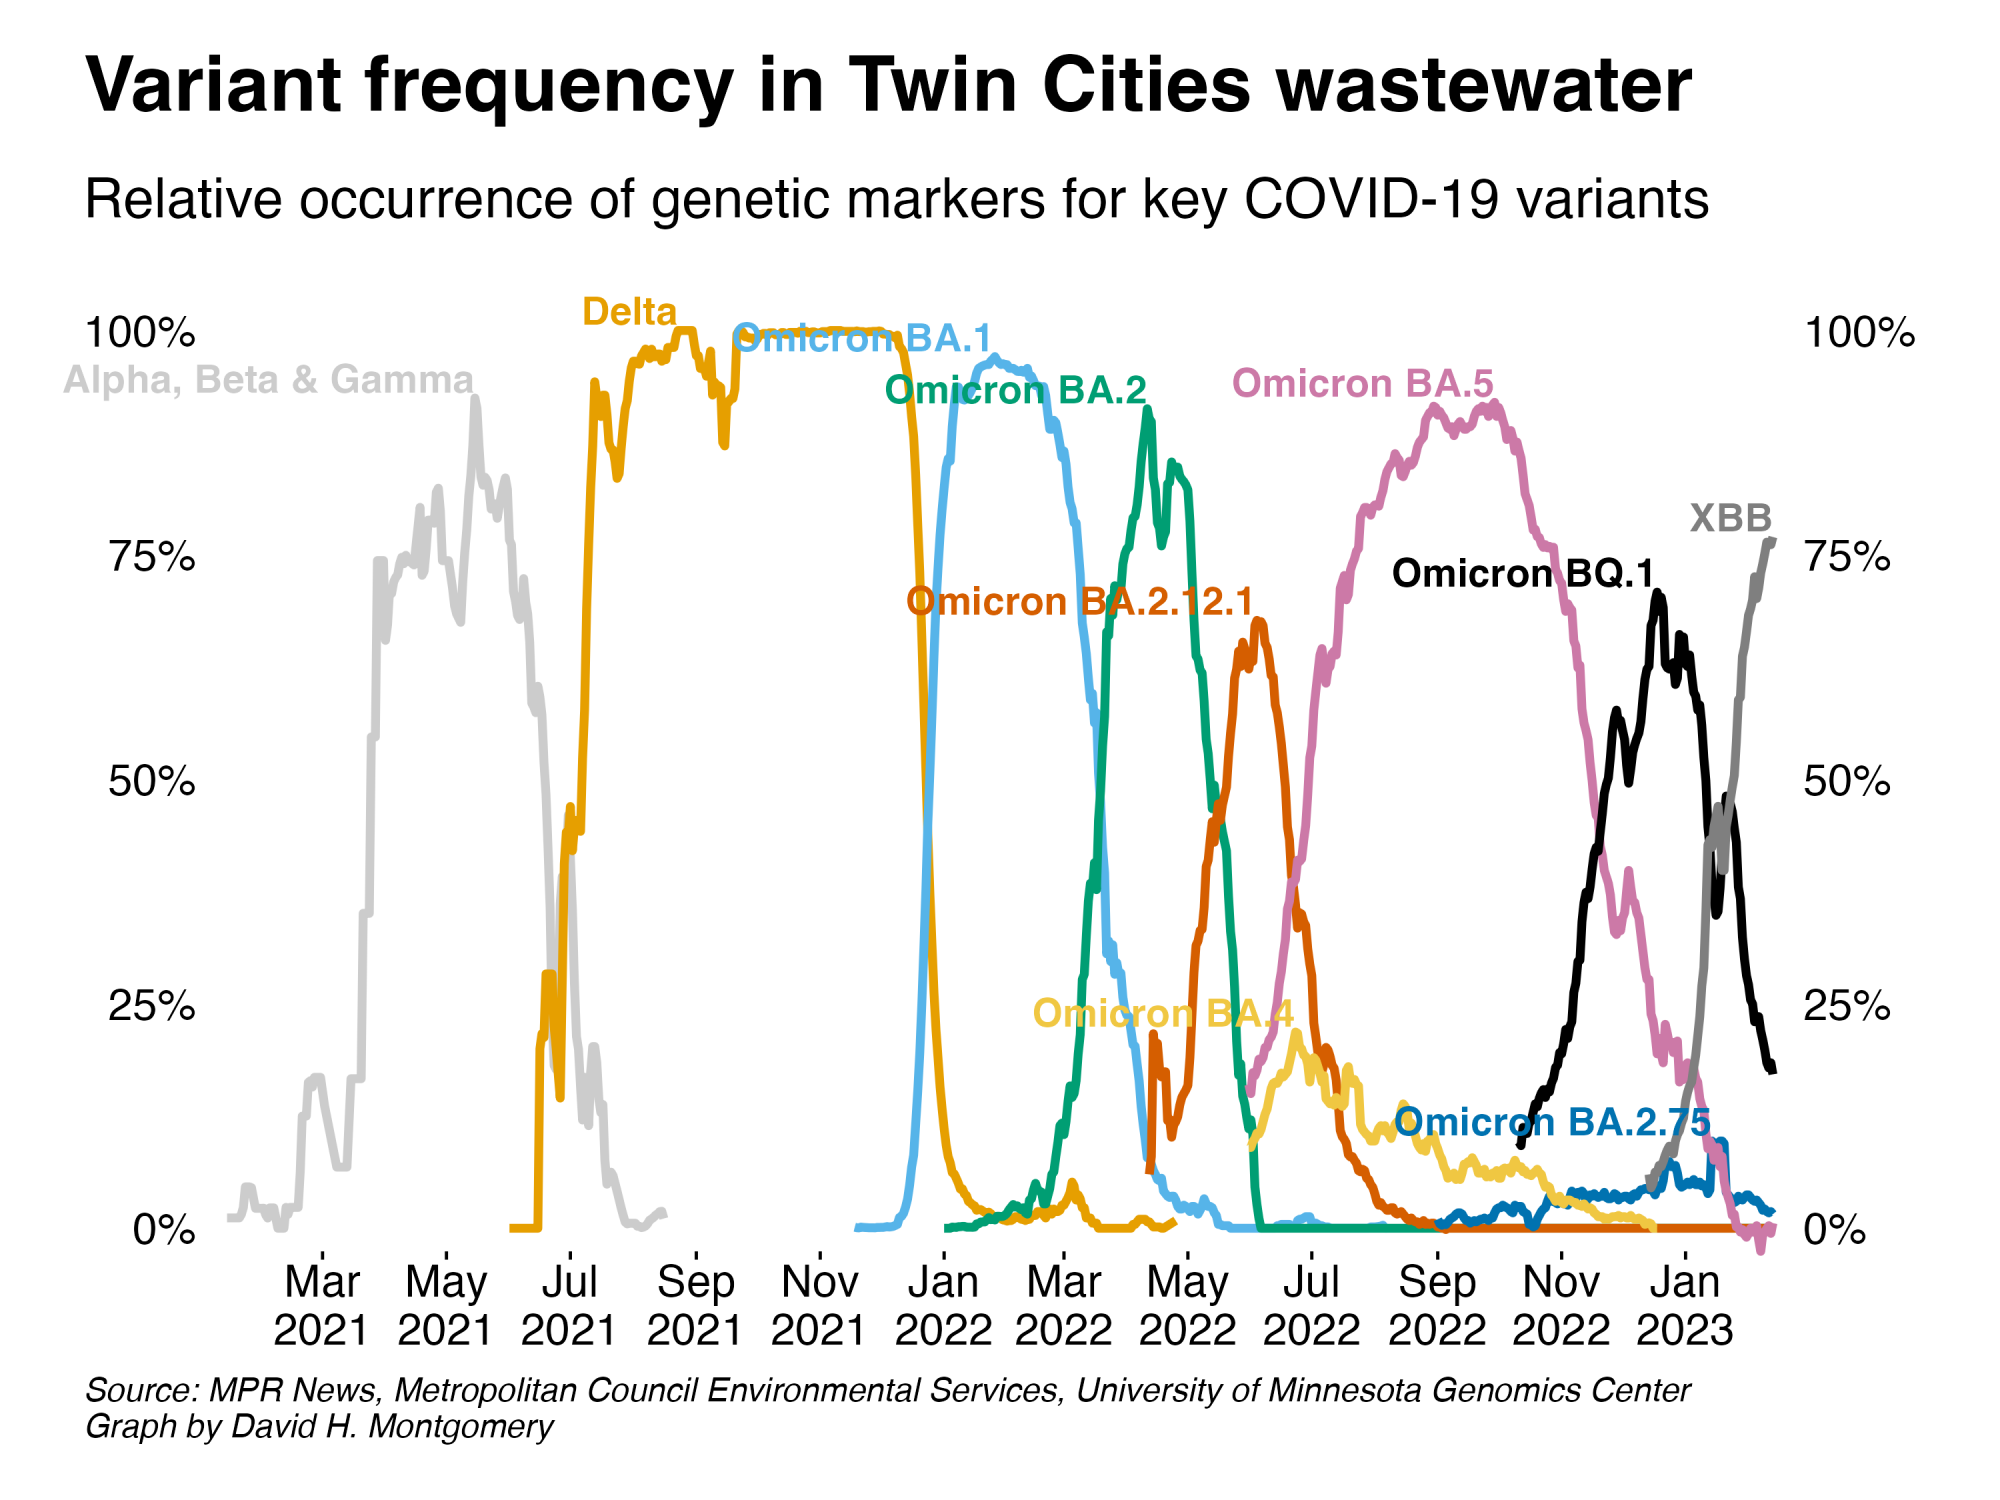 Variant frequency in Twin Cities wastewater
Relative occurrence of genetic markers for key COVID-19 variants
Delta
100%
Omicron BA.1
100%
Alpha, Beta & Gamma
Omicron BA.2
Omicron BA.5
XBB
75%
Omicron BQ.1
75%
Omicron BA.2.12.1
50%
50%
25%
Omicron BA.4
25%
Omicron BA.2.75
0%
0%
Mar 2021
May 2021
Jul 2021
Sep 2021
Nov 2021
Jan 2022
Mar 2022
May 2022
Jul 2022
Sep 2022
Nov 2022
Jan 2023
Source: MPR News, Metropolitan Council Environmental Services, University of Minnesota Genomics Center
Graph by David H. Montgomery